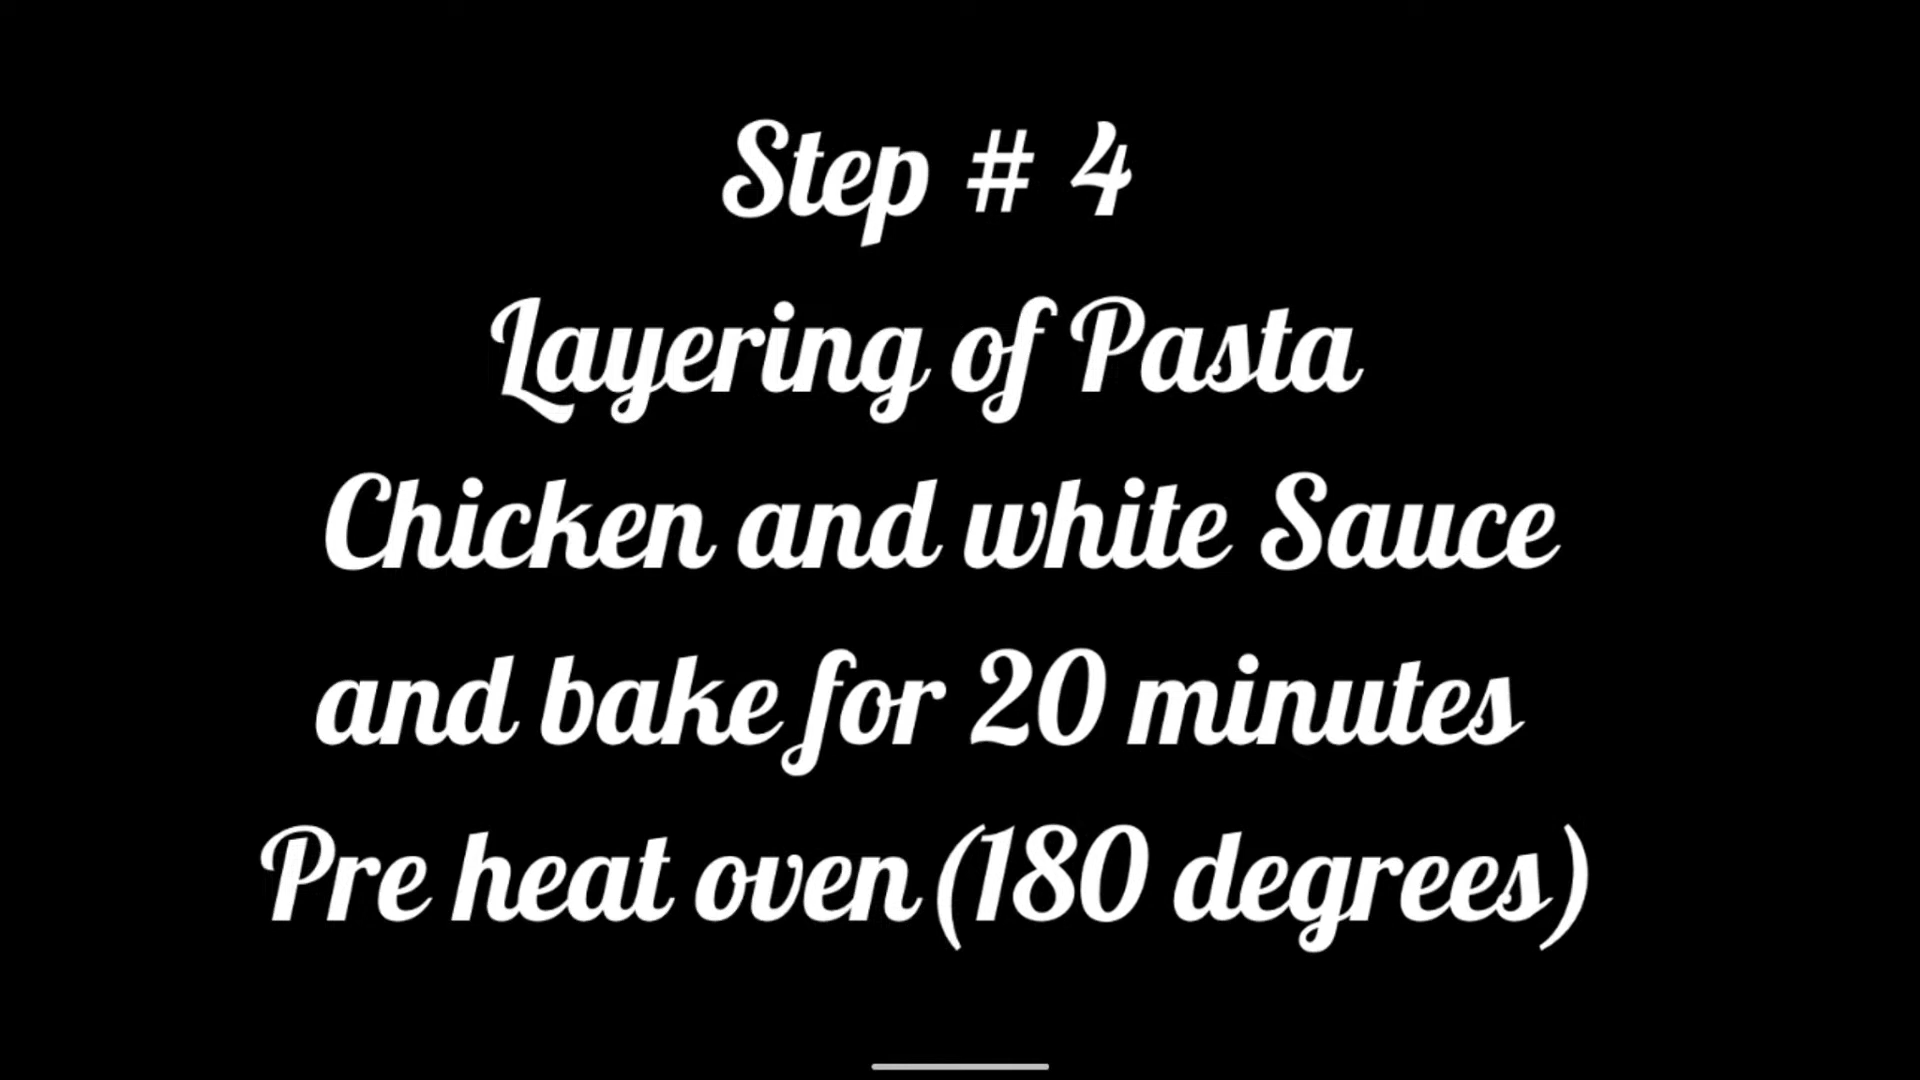 Step # 4
Layering of Pasta
Chicken and white Sauce
and bake for 20 minutes
Pre heat oven (180 degrees)